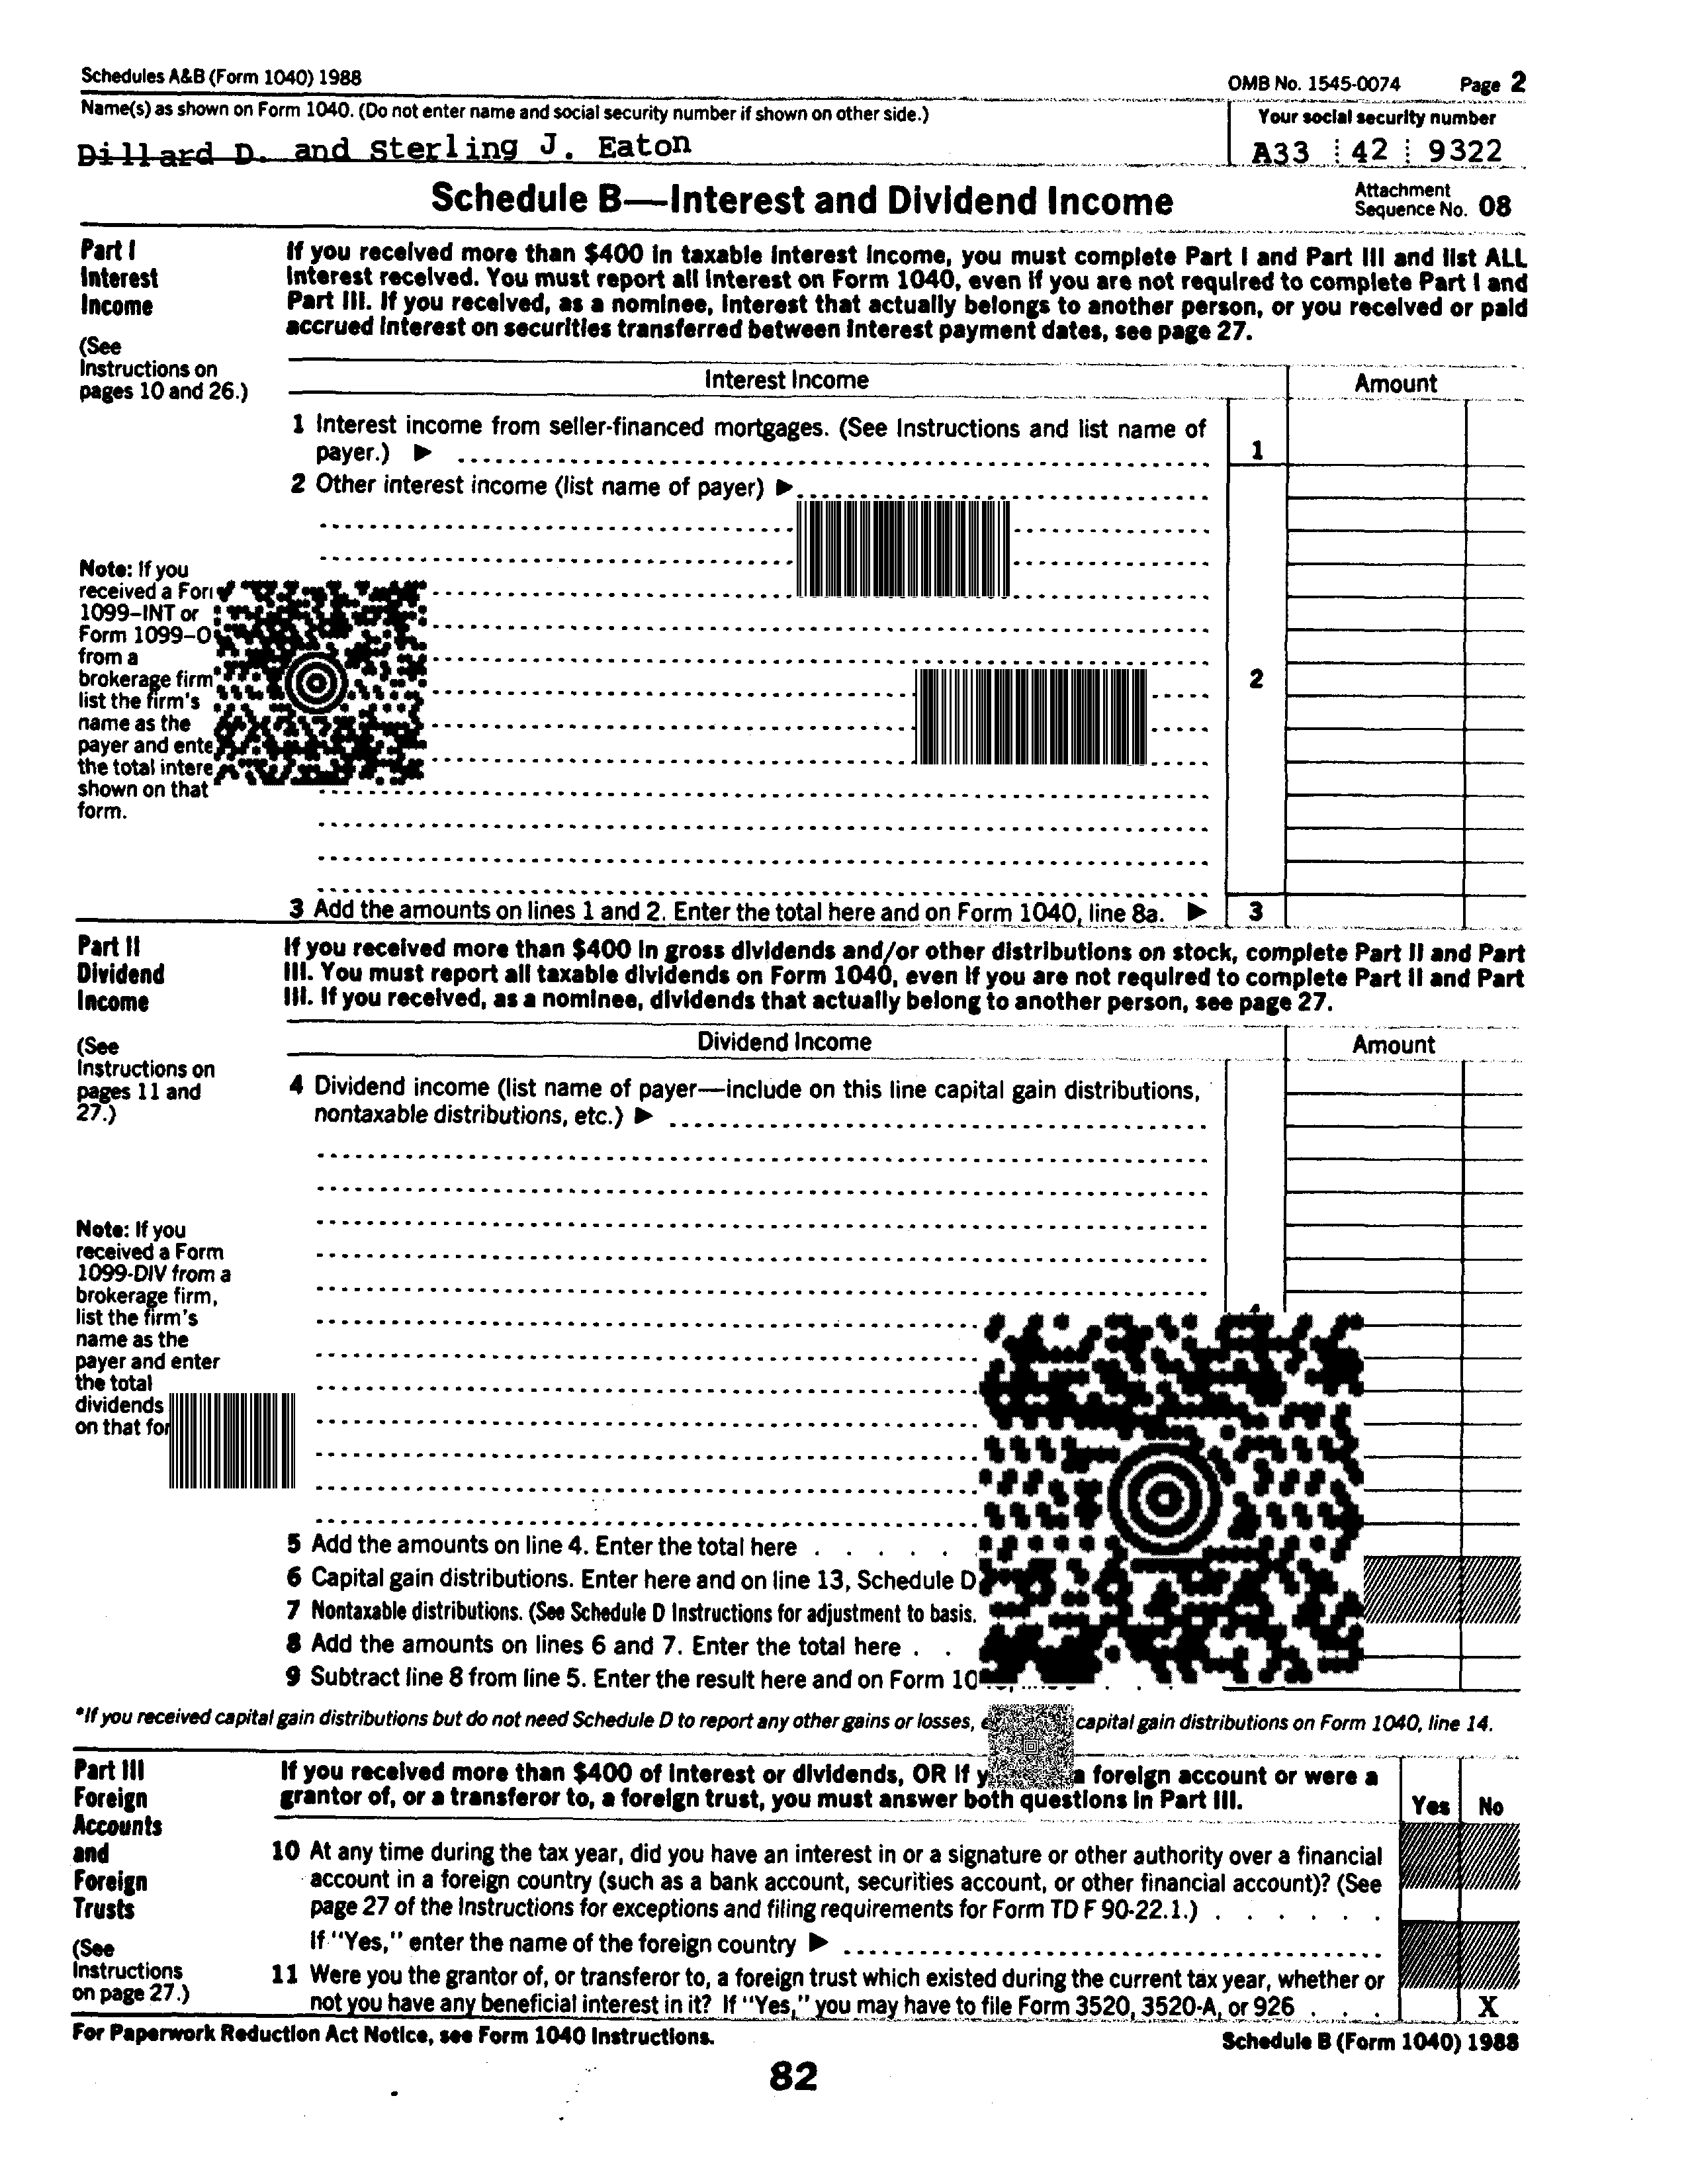 Schedules A&B (Form 1040) 1988
OMB No. 1545-0074 Page 2
Name(s) as shown on Form 1040. (Do not enter name and social security number if shown on other side.)
Your social security number
Dillard D. and Sterling J. Eaton
A33 42 9322
Schedule B—Interest and Dividend Income
Attachment
Sequence No. 08
Part I
Interest
Income
(See
Instructions on
pages 10 and 26.)
If you received more than $400 in taxable interest income, you must complete Part I and Part III and list ALL
interest received. You must report all interest on Form 1040, even if you are not required to complete Part I and
Part III. If you received, as a nominee, interest that actually belongs to another person, or you received or paid
accrued interest on securities transferred between interest payment dates, see page 27.
Interest Income
Amount
1 Interest income from seller-financed mortgages. (See Instructions and list name of
payer.) ▶
1
2 Other interest income (list name of payer) ▶
2
Note: If you
received a
1099–INT or
Form
from a
brokerage firm
list the firm's
name as the
payer and
the total
shown on that
form.
3 Add the amounts on lines 1 and 2. Enter the total here and on Form 1040, line 8a. ▶
3
Part II
Dividend
Income
(See
Instructions on
pages 11 and
27.)
If you received more than $400 in gross dividends and/or other distributions on stock, complete Part II and Part
III. You must report all taxable dividends on Form 1040, even if you are not required to complete Part II and Part
III. If you received, as a nominee, dividends that actually belong to another person, see page 27.
Dividend Income
Amount
4 Dividend income (list name of payer—include on this line capital gain distributions,
nontaxable distributions, etc.) ▶
Note: If you
received a Form
1099-DIV from a
brokerage firm,
list the firm's
name as the
payer and enter
the total
dividends
on that
5 Add the amounts on line 4. Enter the total here
6 Capital gain distributions. Enter here and on line 13, Schedule D
7 Nontaxable distributions. (See Schedule D Instructions for adjustment to basis.
8 Add the amounts on lines 6 and 7. Enter the total here
9 Subtract line 8 from line 5. Enter the result here and on Form
*If you received capital gain distributions but do not need Schedule D to report any other gains or losses, capital gain distributions on Form 1040, line 14.
Part III
Foreign
Accounts
and
Foreign
Trusts
(See
Instructions
on page 27.)
If you received more than $400 of interest or dividends, OR if a foreign account or were a
grantor of, or a transferor to, a foreign trust, you must answer both questions in Part III.
Yes No
10 At any time during the tax year, did you have an interest in or a signature or other authority over a financial
account in a foreign country (such as a bank account, securities account, or other financial account)? (See
page 27 of the Instructions for exceptions and filing requirements for Form TD F 90-22.1.)
If "Yes," enter the name of the foreign country ▶
11 Were you the grantor of, or transferor to, a foreign trust which existed during the current tax year, whether or
not you have any beneficial interest in it? If "Yes," you may have to file Form 3520, 3520-A, or 926
X
For Paperwork Reduction Act Notice, see Form 1040 Instructions.
Schedule B (Form 1040) 1988
82